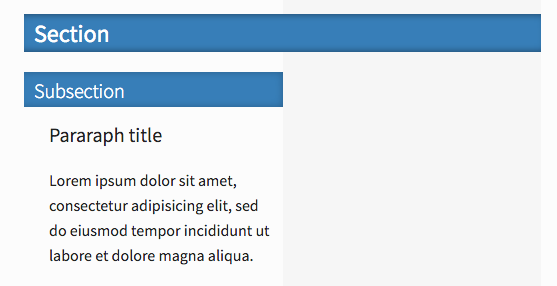 Section
Subsection
Pararaph title
Lorem ipsum dolor sit amet,
consectetur adipisicing elit, sed
do eiusmod tempor incididunt ut
labore et dolore magna aliqua.